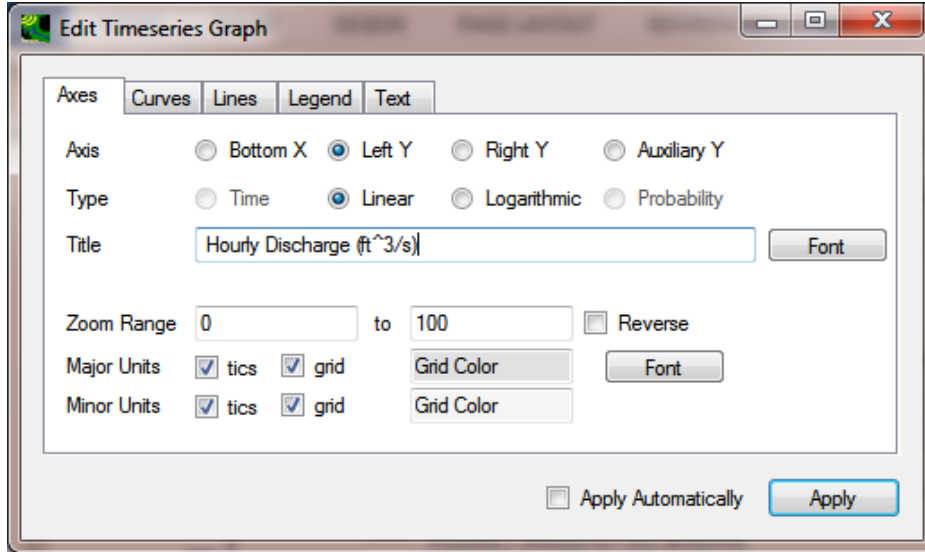 Edit Timeseries Graph
Axes Curves Lines Legend Text
Axis Bottom X Left Y Right Y Auxiliary Y
Type Time Linear Logarithmic Probability
Title Hourly Discharge (ft^3/s) Font
Zoom Range 0 to 100 Reverse
Major Units tics grid Grid Color Font
Minor Units tics grid Grid Color
Apply Automatically Apply